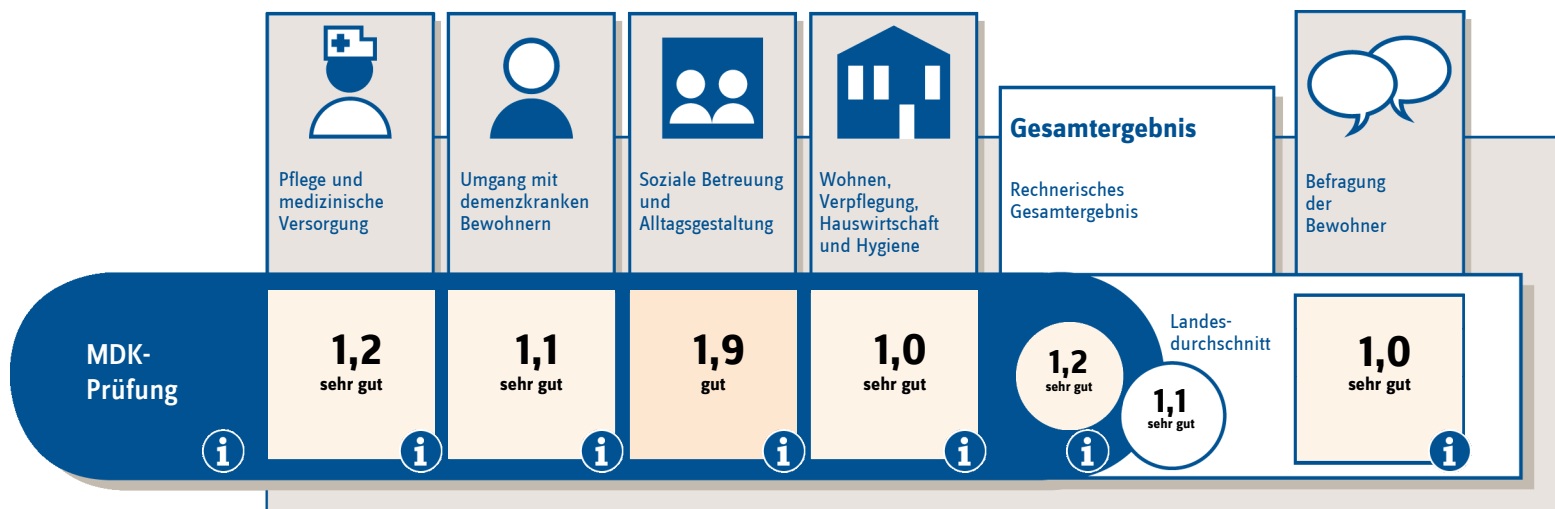 Pflege und
medizinische
Versorgung
Umgang mit
demenzkranken
Bewohnern
Soziale Betreuung
und
Alltagsgestaltung
Wohnen,
Verpflegung,
Hauswirtschaft
und Hygiene
Gesamtergebnis
Rechnerisches
Gesamtergebnis
Befragung
der
Bewohner
MDK-
Prüfung
i
1,2
sehr gut
i
1,1
sehr gut
i
1,9
gut
i
1,0
sehr gut
i
1,2
sehr gut
i
Landes-
durchschnitt
1,1
sehr gut
1,0
sehr gut
i